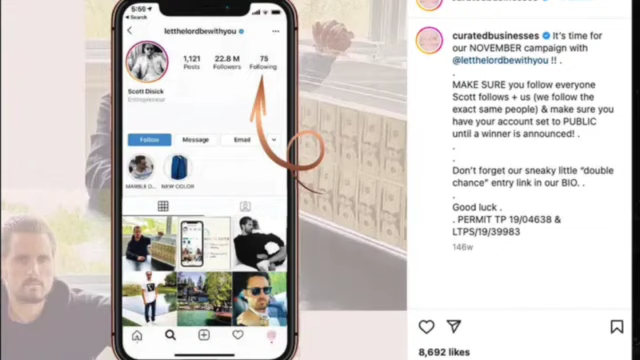 5:56
Search
letthelordbewithyou
1,121
22.8 M
75
Posts
Followers
Following
Scott Disick
Entrepreneur
Follow
Message
Email
MARBLE D...
NEW COLOR
curatedbusinesses
curatedbusinesses It's time for
our NOVEMBER campaign with
@letthelordbewithyou !! .
.
MAKE SURE you follow everyone
Scott follows + us (we follow the
exact same people) & make sure you
have your account set to PUBLIC
until a winner is announced! .
.
.
Don't forget our sneaky little "double
chance" entry link in our BIO. .
.
Good luck .
. PERMIT TP 19/04638 &
LTPS/19/39983
146w
8,692 likes